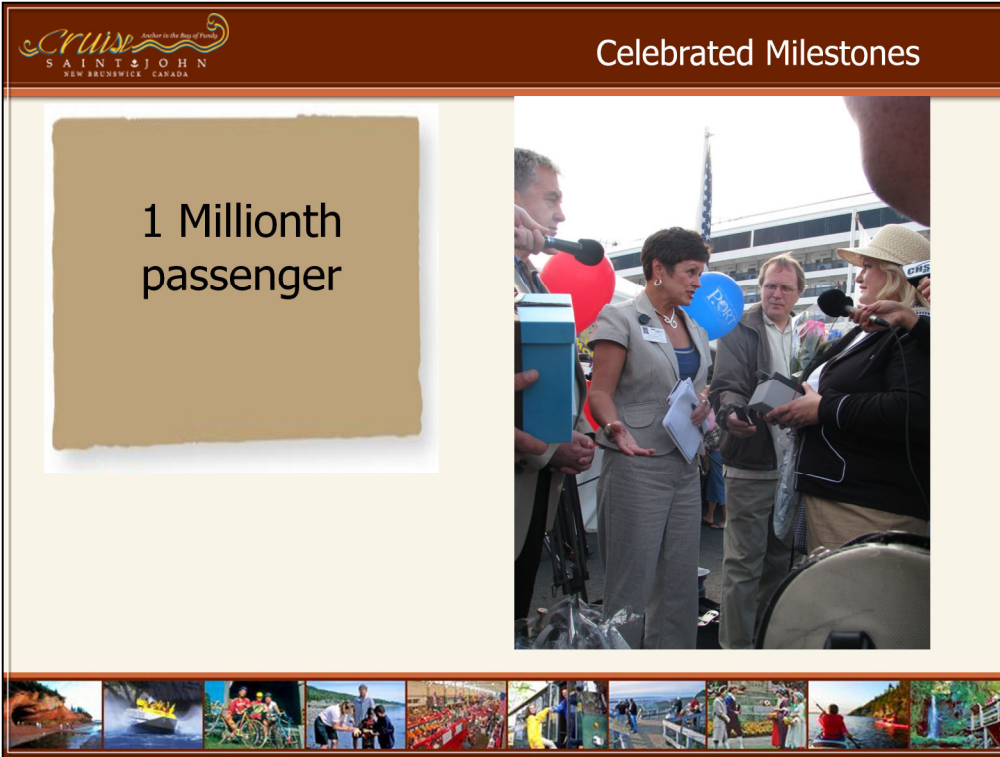 Cruise
Anchor in the Bay of Fundy
SAINT JOHN
NEW BRUNSWICK CANADA
Celebrated Milestones
1 Millionth
passenger
PORT